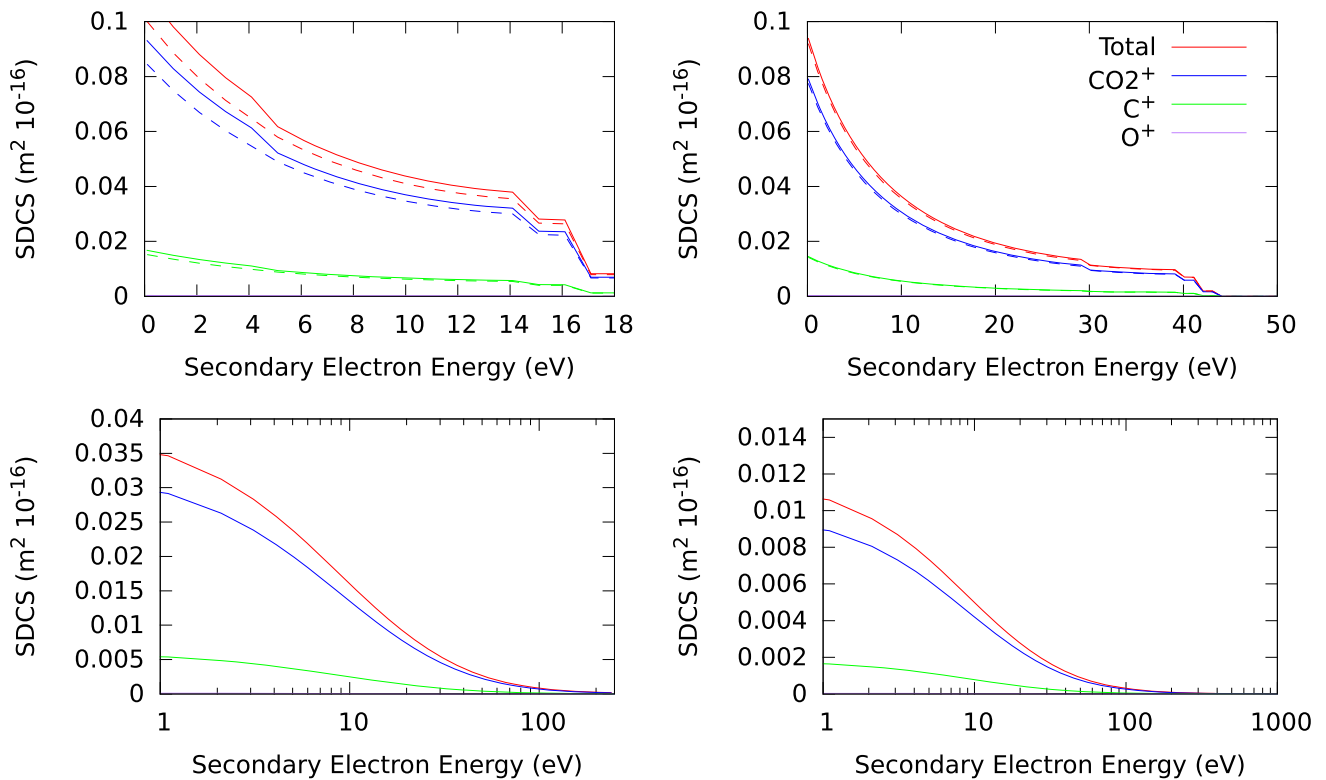 0.1
0.08
0.06
0.04
0.02
0
SDCS (m² 10⁻¹⁶)
0 2 4 6 8 10 12 14 16 18
Secondary Electron Energy (eV)
0.1
0.08
0.06
0.04
0.02
0
SDCS (m² 10⁻¹⁶)
Total
CO2⁺
C⁺
O⁺
0 10 20 30 40 50
Secondary Electron Energy (eV)
0.04
0.035
0.03
0.025
0.02
0.015
0.01
0.005
0
SDCS (m² 10⁻¹⁶)
1 10 100
Secondary Electron Energy (eV)
0.014
0.012
0.01
0.008
0.006
0.004
0.002
0
SDCS (m² 10⁻¹⁶)
1 10 100 1000
Secondary Electron Energy (eV)